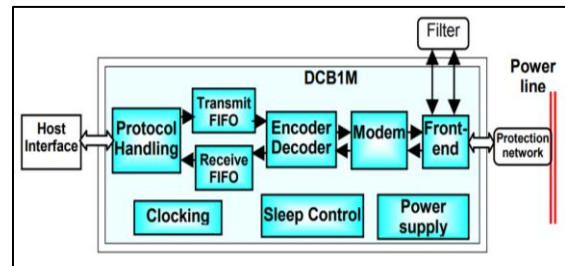 Filter
DCB1M
Power
line
Host
Interface
Protocol
Handling
Transmit
FIFO
Receive
FIFO
Encoder
Decoder
Modem
Front-
end
Protection
network
Clocking
Sleep Control
Power
supply